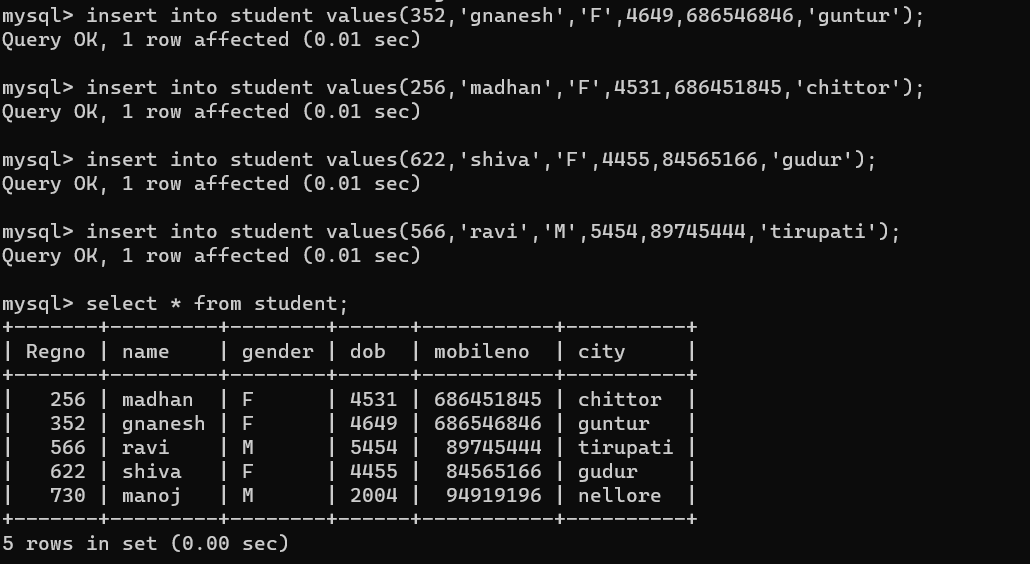 mysql> insert into student values(352,'gnanesh','F',4649,686546846,'guntur');
Query OK, 1 row affected (0.01 sec)

mysql> insert into student values(256,'madhan','F',4531,686451845,'chittor');
Query OK, 1 row affected (0.01 sec)

mysql> insert into student values(622,'shiva','F',4455,84565166,'gudur');
Query OK, 1 row affected (0.01 sec)

mysql> insert into student values(566,'ravi','M',5454,89745444,'tirupati');
Query OK, 1 row affected (0.01 sec)

mysql> select * from student;
+-------+---------+--------+------+-----------+----------+
| Regno | name    | gender | dob  | mobileno  | city     |
+-------+---------+--------+------+-----------+----------+
|   256 | madhan  | F      | 4531 | 686451845 | chittor  |
|   352 | gnanesh | F      | 4649 | 686546846 | guntur   |
|   566 | ravi    | M      | 5454 |  89745444 | tirupati |
|   622 | shiva   | F      | 4455 |  84565166 | gudur    |
|   730 | manoj   | M      | 2004 |  94919196 | nellore  |
+-------+---------+--------+------+-----------+----------+
5 rows in set (0.00 sec)